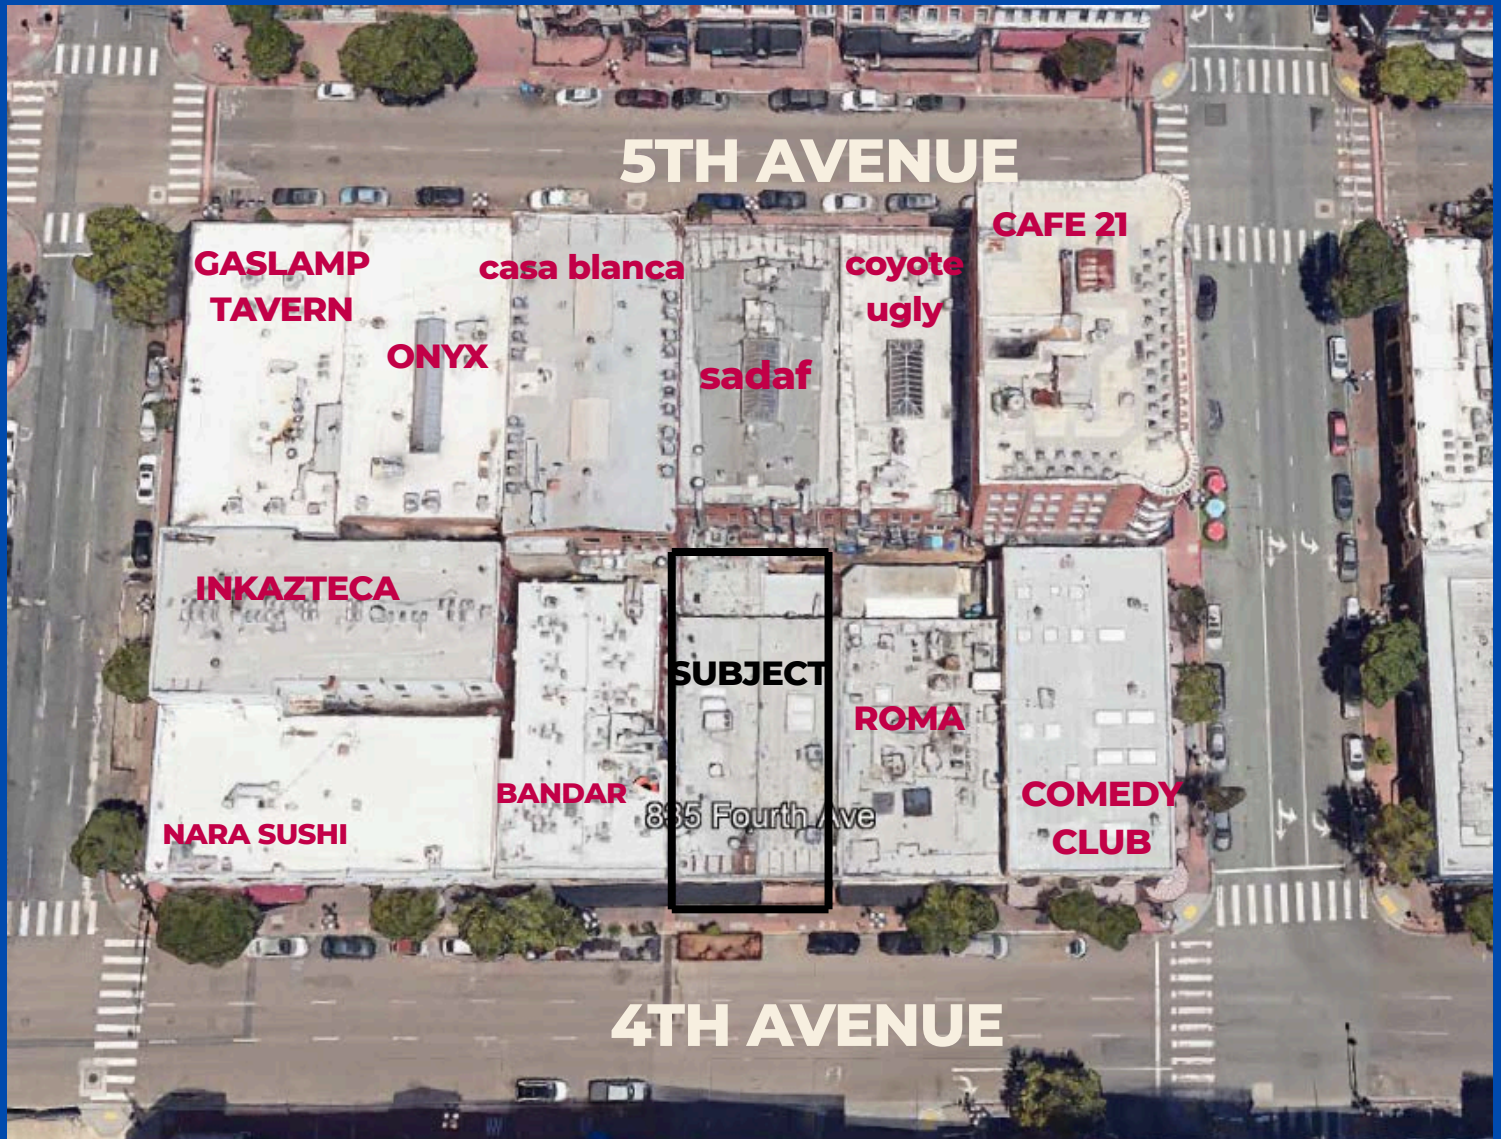 5TH AVENUE
CAFE 21
GASLAMP
TAVERN
casa blanca
coyote
ugly
ONYX
sadaf
INKAZTECA
SUBJECT
ROMA
BANDAR
COMEDY
CLUB
835 Fourth Ave
NARA SUSHI
4TH AVENUE